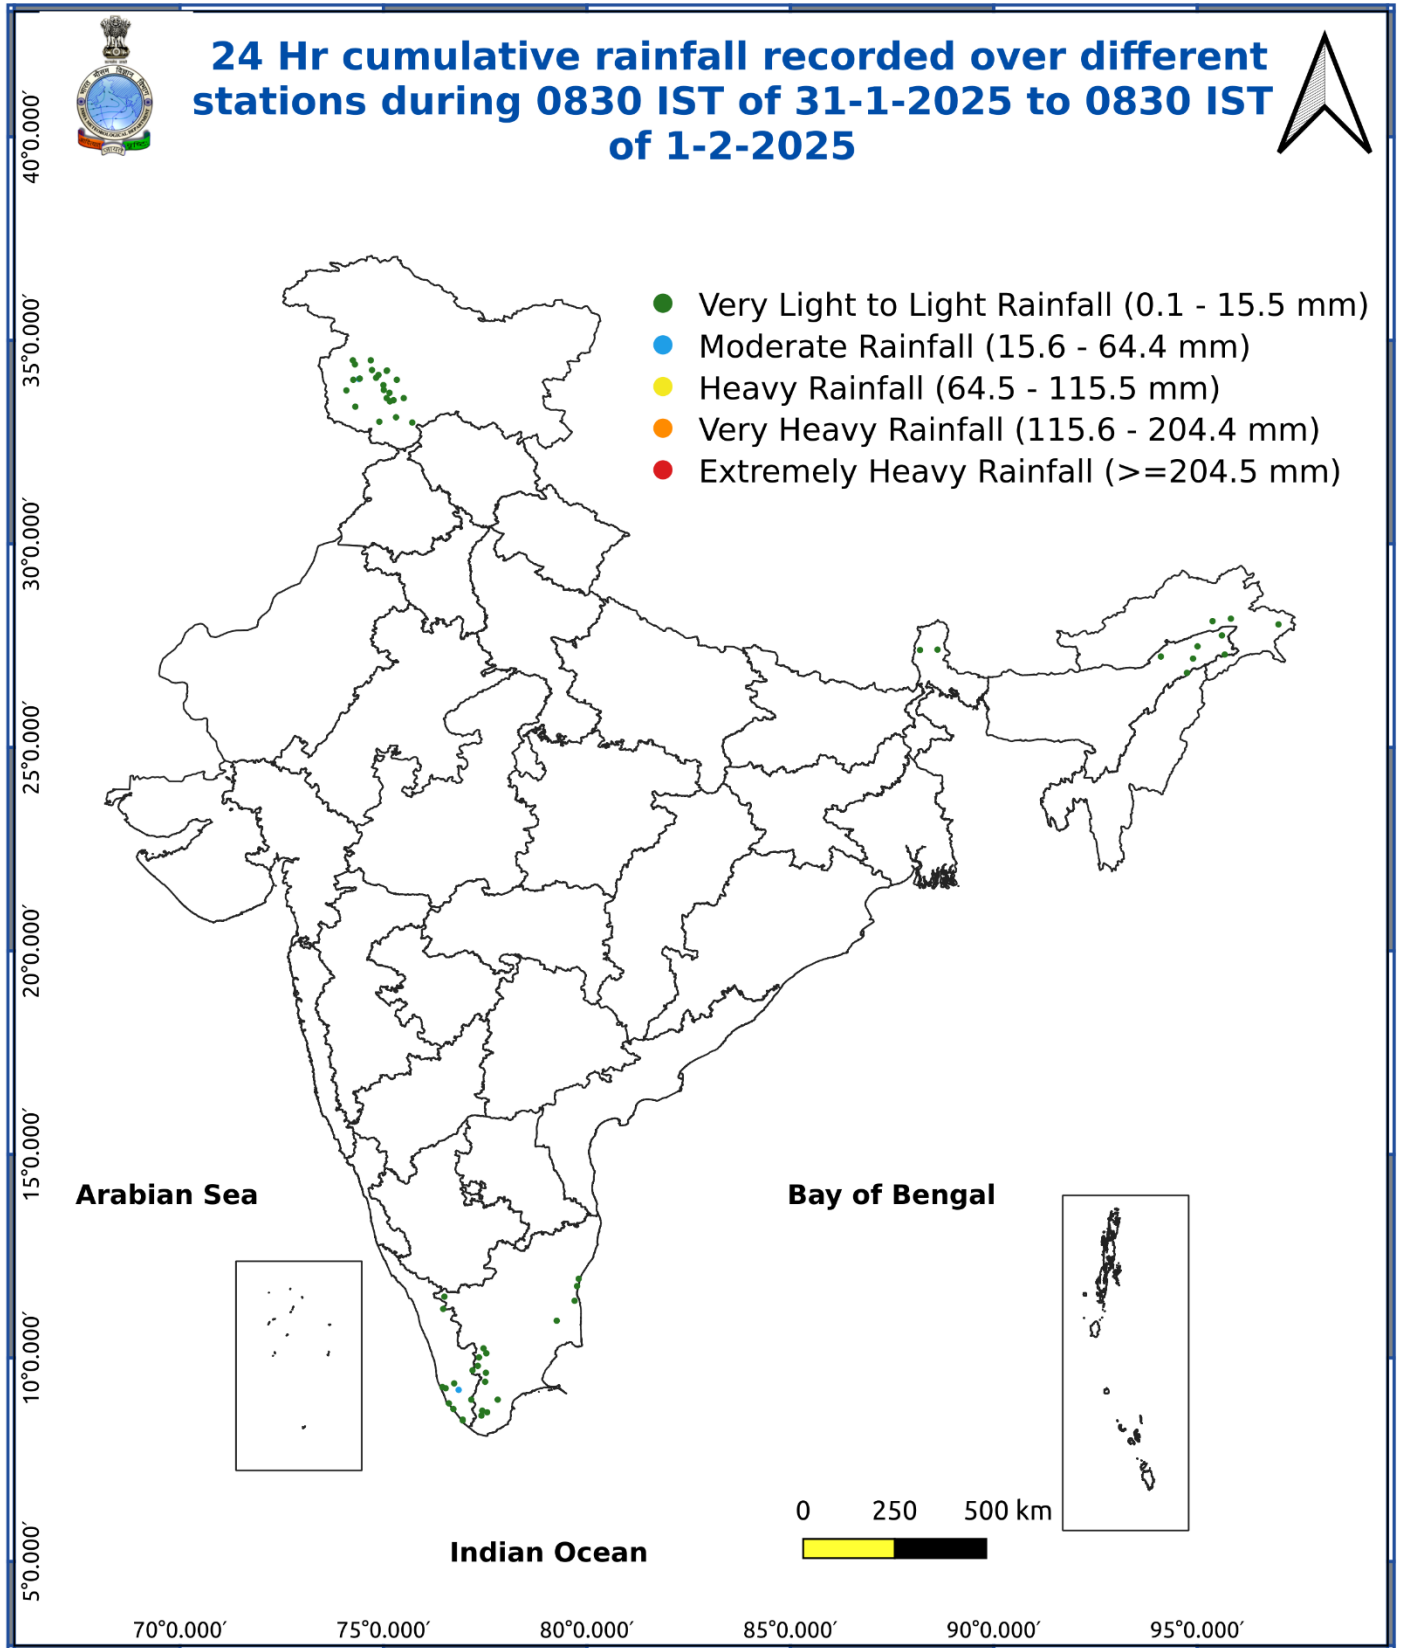 24 Hr cumulative rainfall recorded over different
stations during 0830 IST of 31-1-2025 to 0830 IST
of 1-2-2025
Very Light to Light Rainfall (0.1 - 15.5 mm)
Moderate Rainfall (15.6 - 64.4 mm)
Heavy Rainfall (64.5 - 115.5 mm)
Very Heavy Rainfall (115.6 - 204.4 mm)
Extremely Heavy Rainfall (>=204.5 mm)
40°0.000′
35°0.000′
30°0.000′
25°0.000′
20°0.000′
15°0.000′
10°0.000′
5°0.000′
Arabian Sea
Bay of Bengal
Indian Ocean
0 250 500 km
70°0.000′ 75°0.000′ 80°0.000′ 85°0.000′ 90°0.000′ 95°0.000′